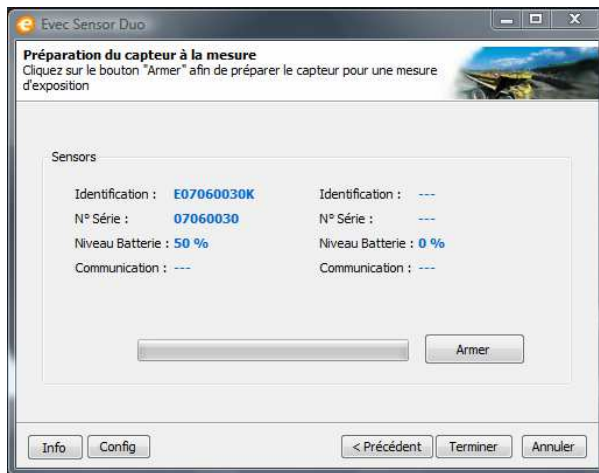 Evec Sensor Duo
Préparation du capteur à la mesure
Cliquez sur le bouton "Armer" afin de préparer le capteur pour une mesure
d'exposition
Sensors
Identification : E07060030K Identification : ---
N° Série : 07060030 N° Série : ---
Niveau Batterie : 50 % Niveau Batterie : 0 %
Communication : --- Communication : ---
Armer
Info Config < Précédent Terminer Annuler